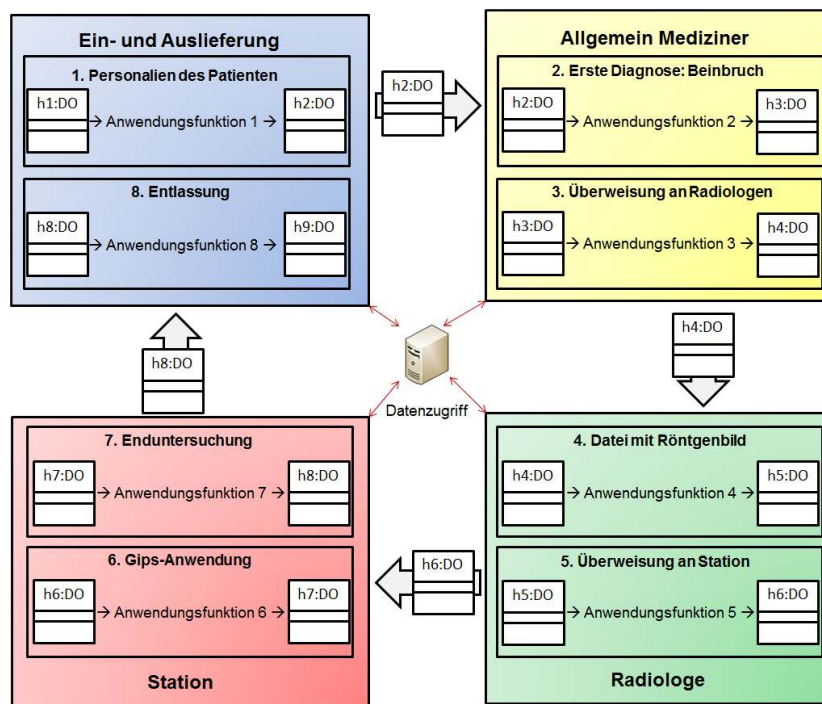 Ein- und Auslieferung
1. Personalien des Patienten
h1:DO
→ Anwendungsfunktion 1 →
h2:DO
8. Entlassung
h8:DO
→ Anwendungsfunktion 8 →
h9:DO
h2:DO
Allgemein Mediziner
2. Erste Diagnose: Beinbruch
h2:DO
→ Anwendungsfunktion 2 →
h3:DO
3. Überweisung an Radiologen
h3:DO
→ Anwendungsfunktion 3 →
h4:DO
h4:DO
h8:DO
Datenzugriff
4. Datei mit Röntgenbild
h4:DO
→ Anwendungsfunktion 4 →
h5:DO
5. Überweisung an Station
h5:DO
→ Anwendungsfunktion 5 →
h6:DO
Radiologe
h6:DO
7. Enduntersuchung
h7:DO
→ Anwendungsfunktion 7 →
h8:DO
6. Gips-Anwendung
h6:DO
→ Anwendungsfunktion 6 →
h7:DO
Station